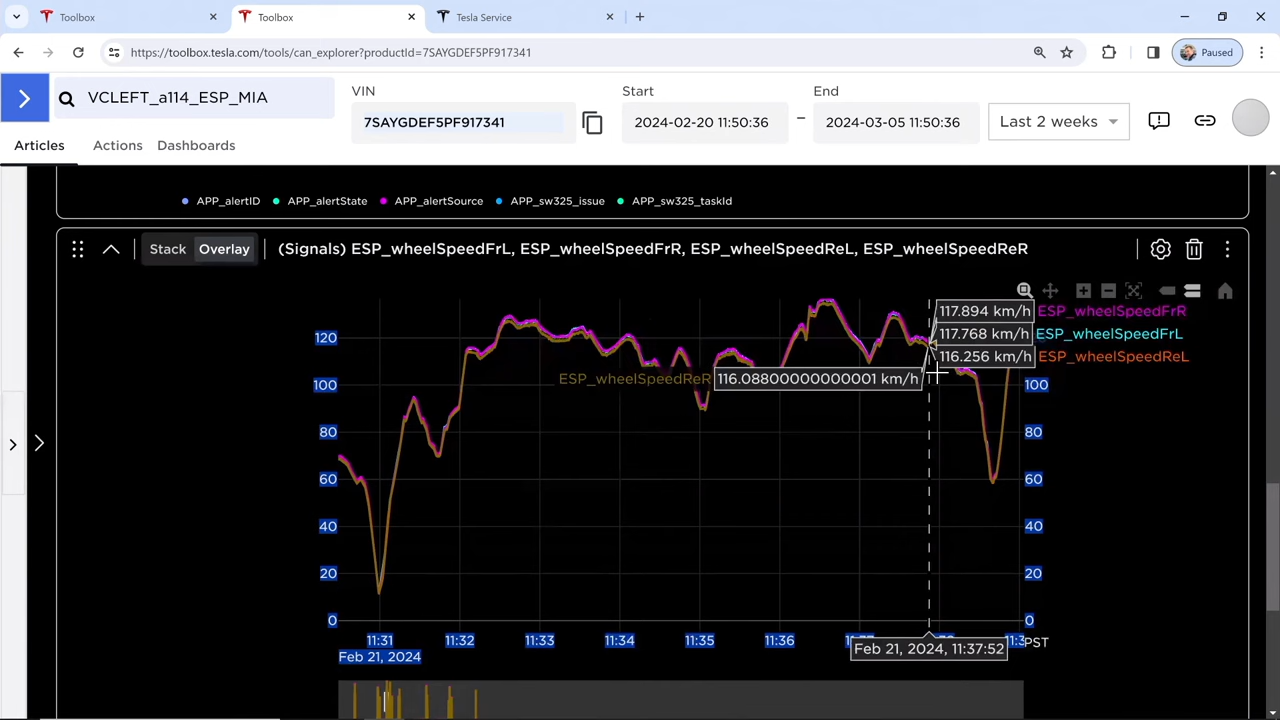 Toolbox
Toolbox
Tesla Service
https://toolbox.tesla.com/tools/can_explorer?productId=7SAYGDEF5PF917341
Paused
VCLEFT_a114_ESP_MIA
VIN
7SAYGDEF5PF917341
Start
2024-02-20 11:50:36
–
End
2024-03-05 11:50:36
Last 2 weeks
Articles
Actions
Dashboards
APP_alertID
APP_alertState
APP_alertSource
APP_sw325_issue
APP_sw325_taskId
Stack
Overlay
(Signals) ESP_wheelSpeedFrL, ESP_wheelSpeedFrR, ESP_wheelSpeedReL, ESP_wheelSpeedReR
117.894 km/h ESP_wheelSpeedFrR
117.768 km/h ESP_wheelSpeedFrL
116.256 km/h ESP_wheelSpeedReL
ESP_wheelSpeedReR 116.08800000000001 km/h
120
100 100
80 80
60 60
40 40
20 20
0 0
11:31 11:32 11:33 11:34 11:35 11:36 PST
Feb 21, 2024
Feb 21, 2024, 11:37:52